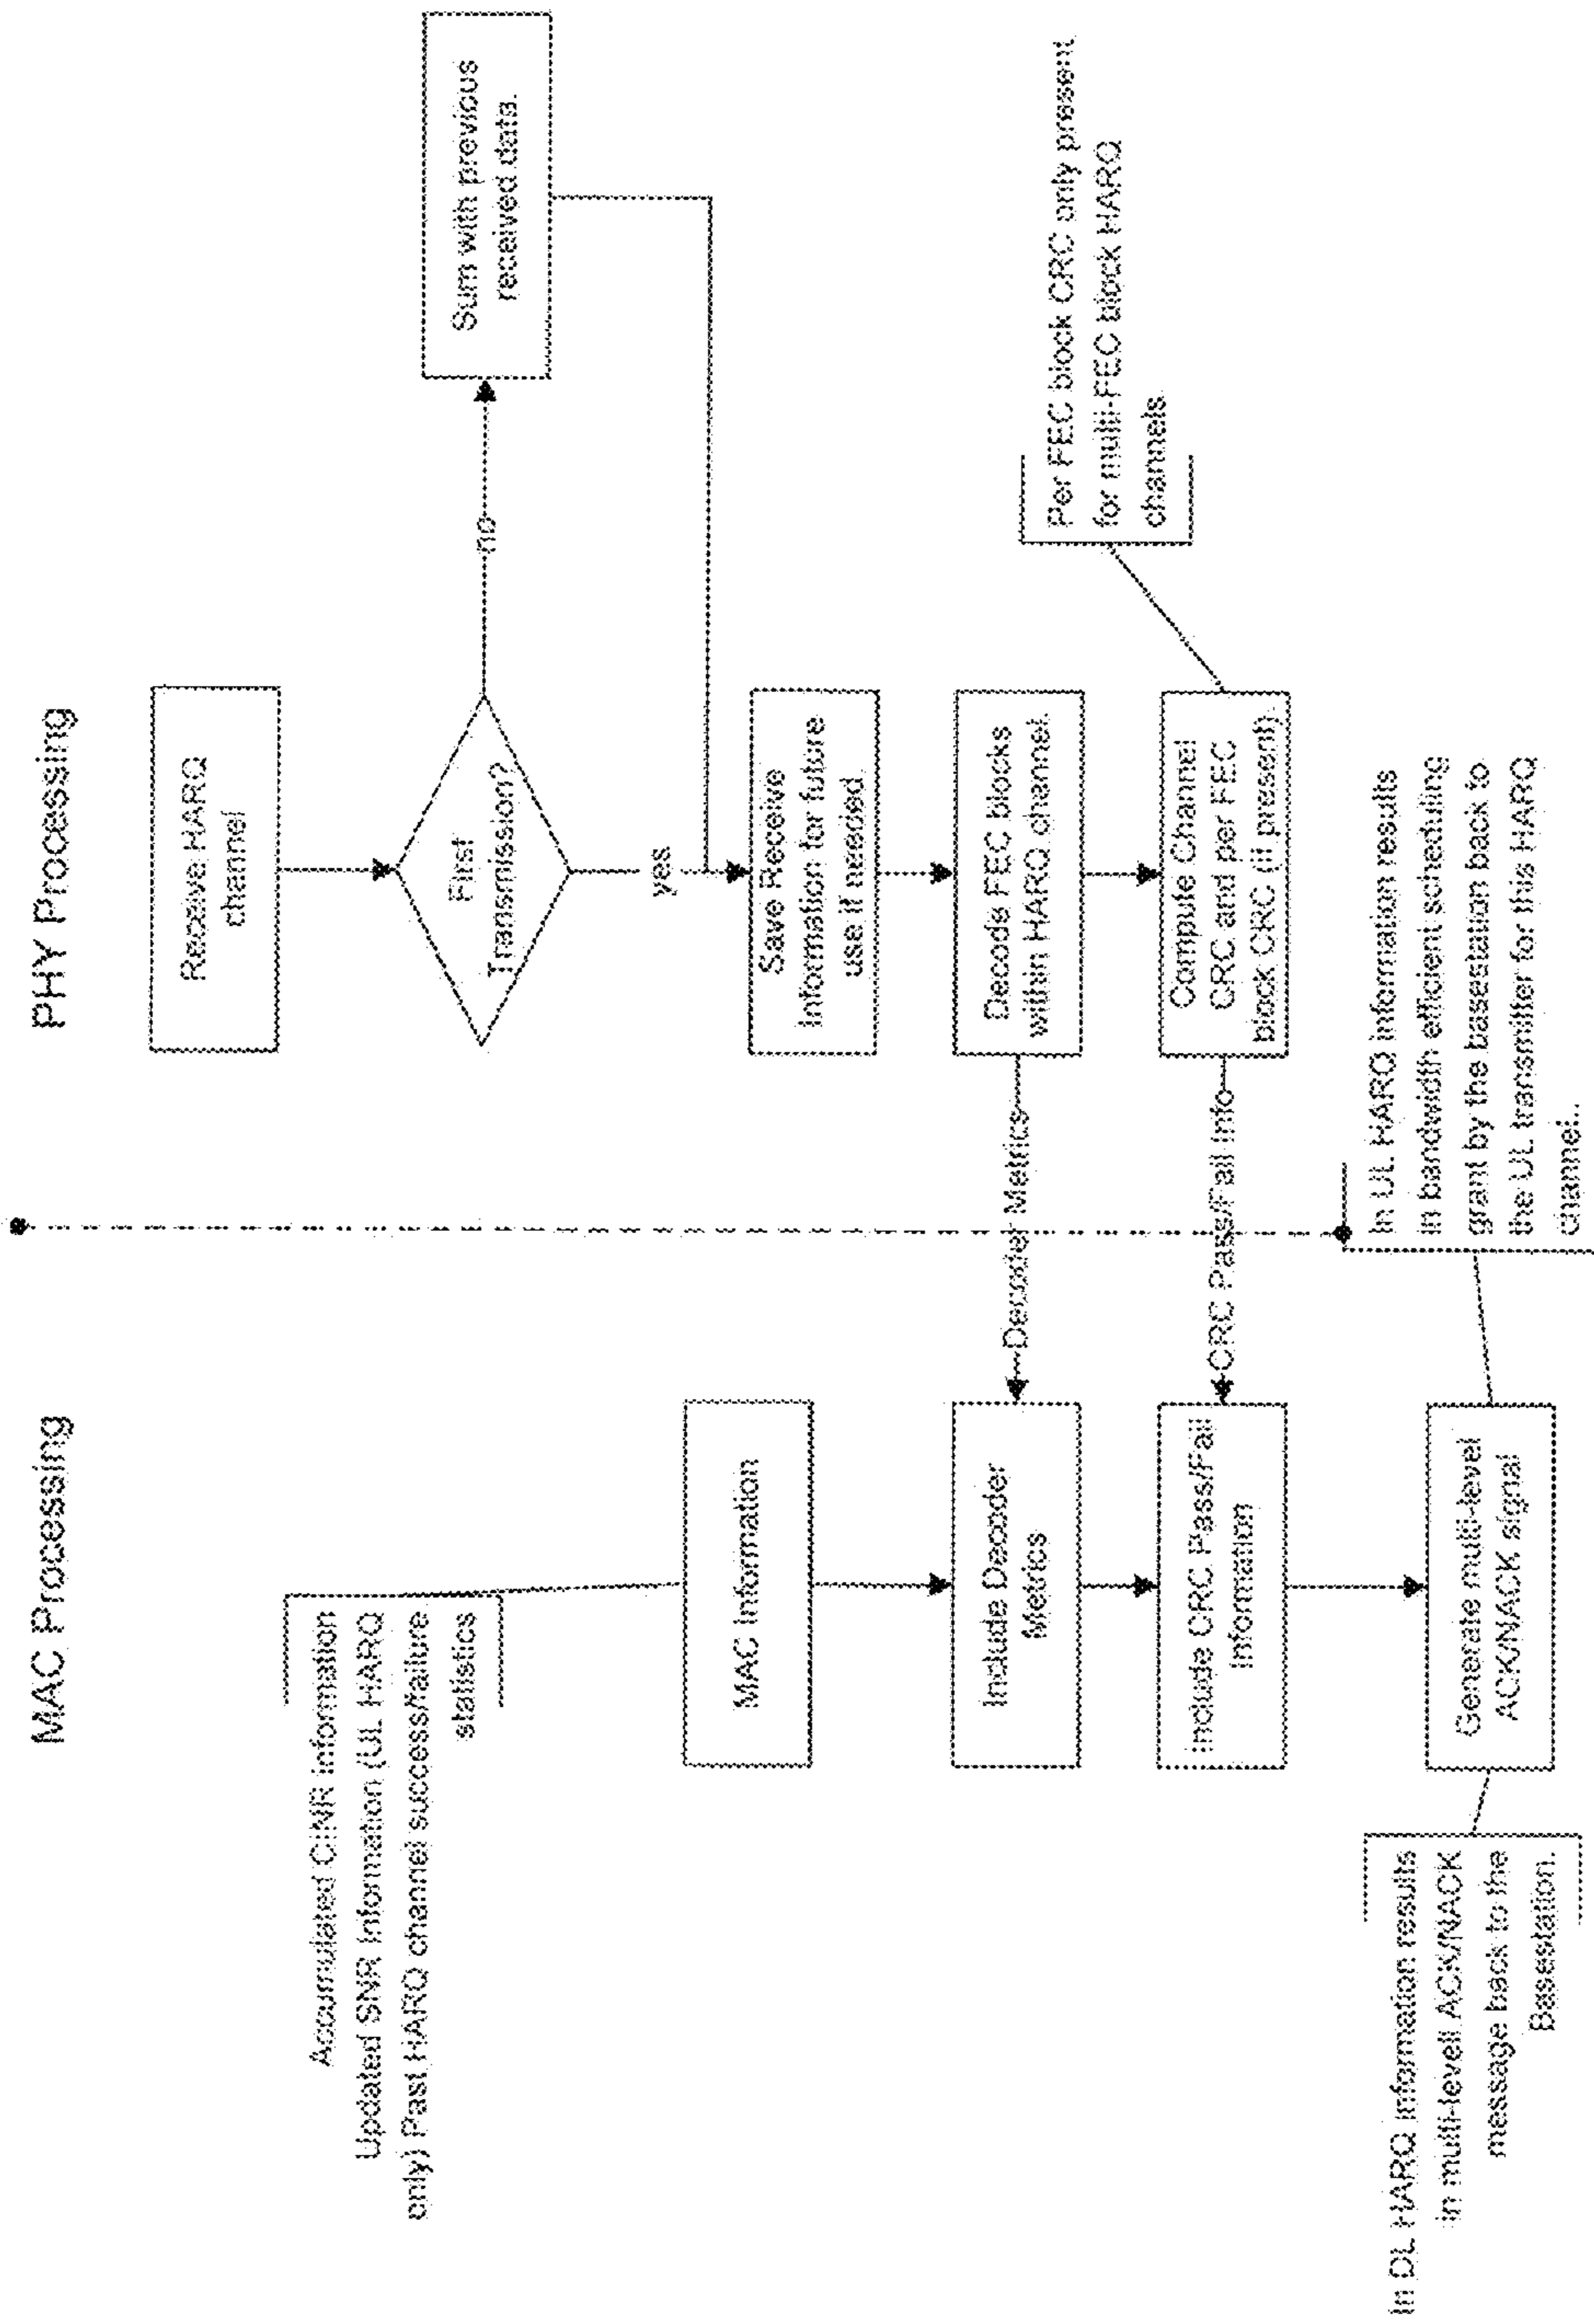 MAC Processing
PHY Processing
Accumulated CINR information
Updated SNR Information (UL HARQ
only) Past HARQ channel success/failure
statistics
MAC Information
Include Decoder
Metrics
Include CRC Pass/Fail
Information
Generate multi-level
ACK/NACK signal
In DL HARQ information results
in multi-level ACK/NACK
message back to the
Basestation.
Receive HARQ
channel
First
Transmission?
no
Sum with previous
received data.
yes
Save Receive
Information for future
use if needed
Decode FEC blocks
within HARQ channel.
Decoder Metrics
Compute Channel
CRC and per FEC
block CRC (if present).
CRC Pass/Fail Info
Per FEC block CRC only present
for multi-FEC block HARQ
channels.
In UL HARQ information results
in bandwidth efficient scheduling
grant by the basestation back to
the UL transmitter for this HARQ
channel..